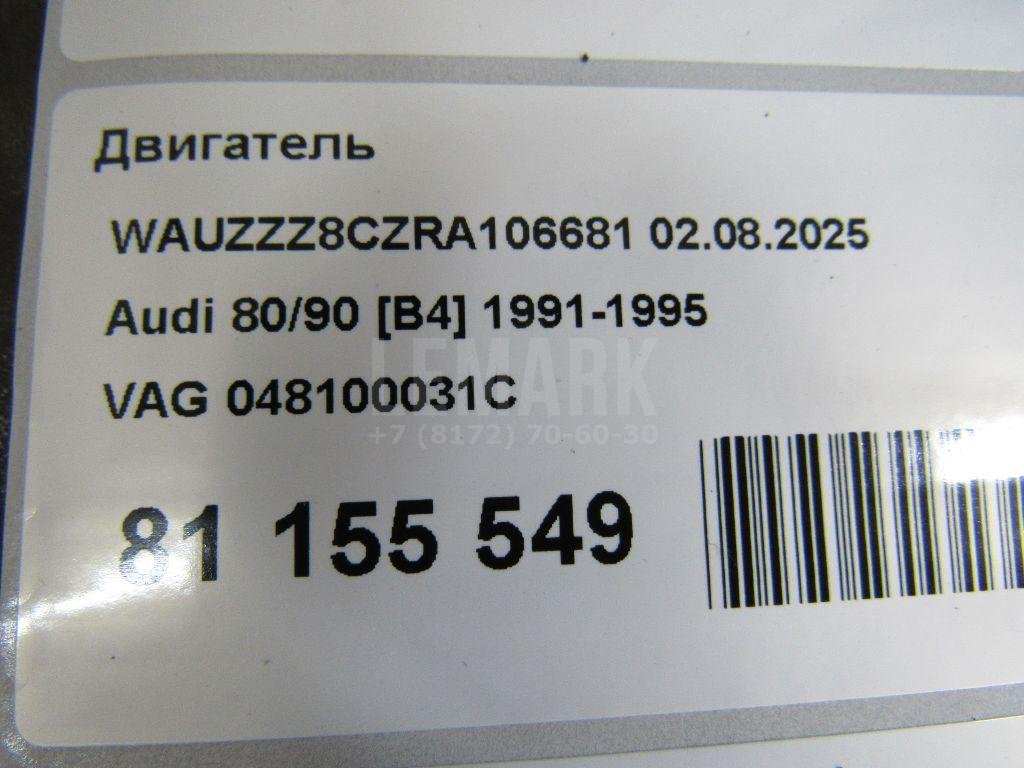 Двигатель
WAUZZZ8CZRA106681 02.08.2025
Audi 80/90 [B4] 1991-1995
VAG 048100031C
LEMARK
+7 (8172) 70-60-30
81 155 549